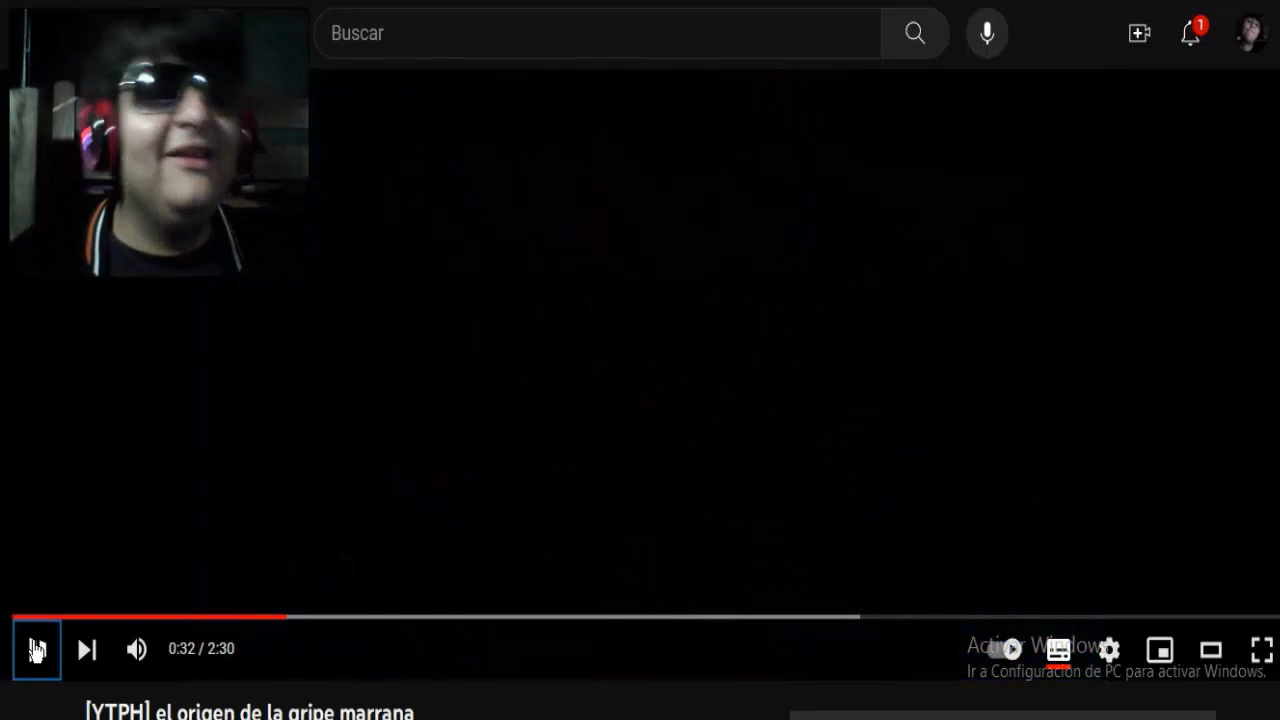 Buscar
1
0:32 / 2:30
Activar Windows
Ir a Configuración de PC para activar Windows.
[YTPH] el origen de la gripe marrana